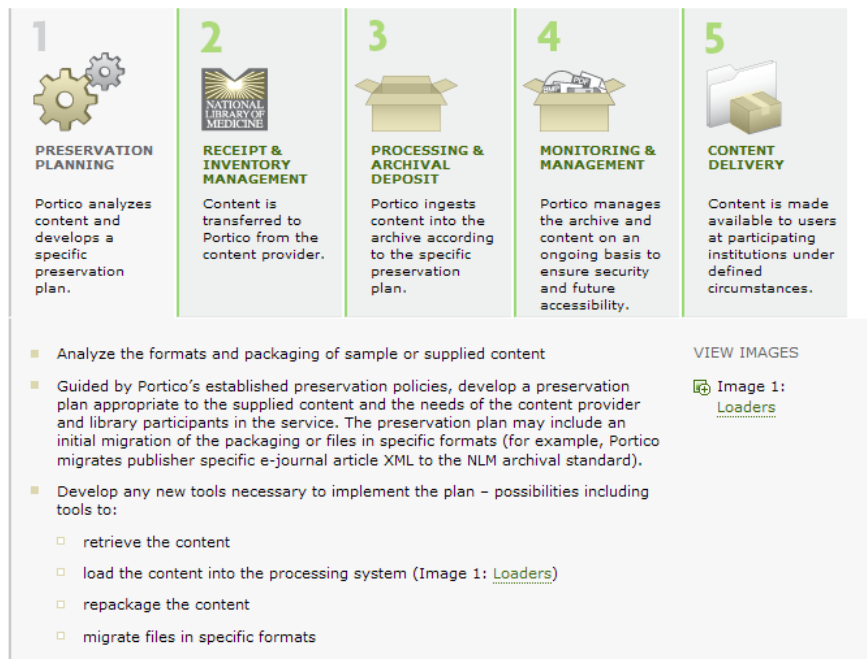 1
PRESERVATION
PLANNING
Portico analyzes
content and
develops a
specific
preservation
plan.
2
NATIONAL
LIBRARY OF
MEDICINE
RECEIPT &
INVENTORY
MANAGEMENT
Content is
transferred to
Portico from the
content provider.
3
PROCESSING &
ARCHIVAL
DEPOSIT
Portico ingests
content into the
archive according
to the specific
preservation
plan.
4
BMP
PDF
MONITORING &
MANAGEMENT
Portico manages
the archive and
content on an
ongoing basis to
ensure security
and future
accessibility.
5
CONTENT
DELIVERY
Content is made
available to users
at participating
institutions under
defined
circumstances.
Analyze the formats and packaging of sample or supplied content
Guided by Portico's established preservation policies, develop a preservation
plan appropriate to the supplied content and the needs of the content provider
and library participants in the service. The preservation plan may include an
initial migration of the packaging or files in specific formats (for example, Portico
migrates publisher specific e-journal article XML to the NLM archival standard).
Develop any new tools necessary to implement the plan – possibilities including
tools to:
retrieve the content
load the content into the processing system (Image 1: Loaders)
repackage the content
migrate files in specific formats
VIEW IMAGES
Image 1:
Loaders